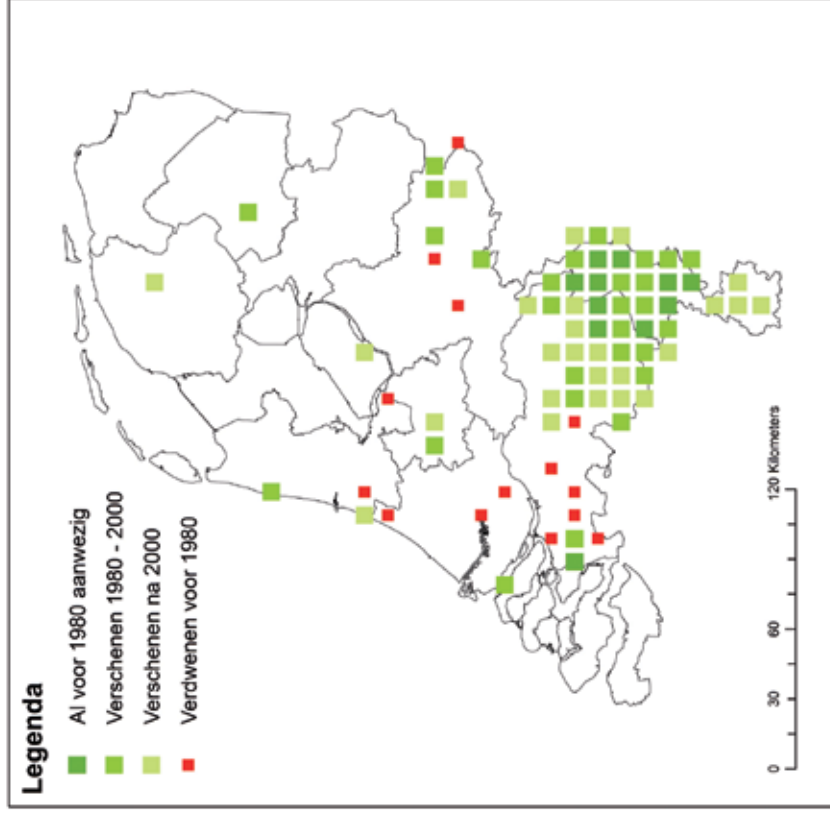 Legenda
Al voor 1980 aanwezig
Verschenen 1980 - 2000
Verschenen na 2000
Verdwenen voor 1980
0 30 60 120 Kilometers